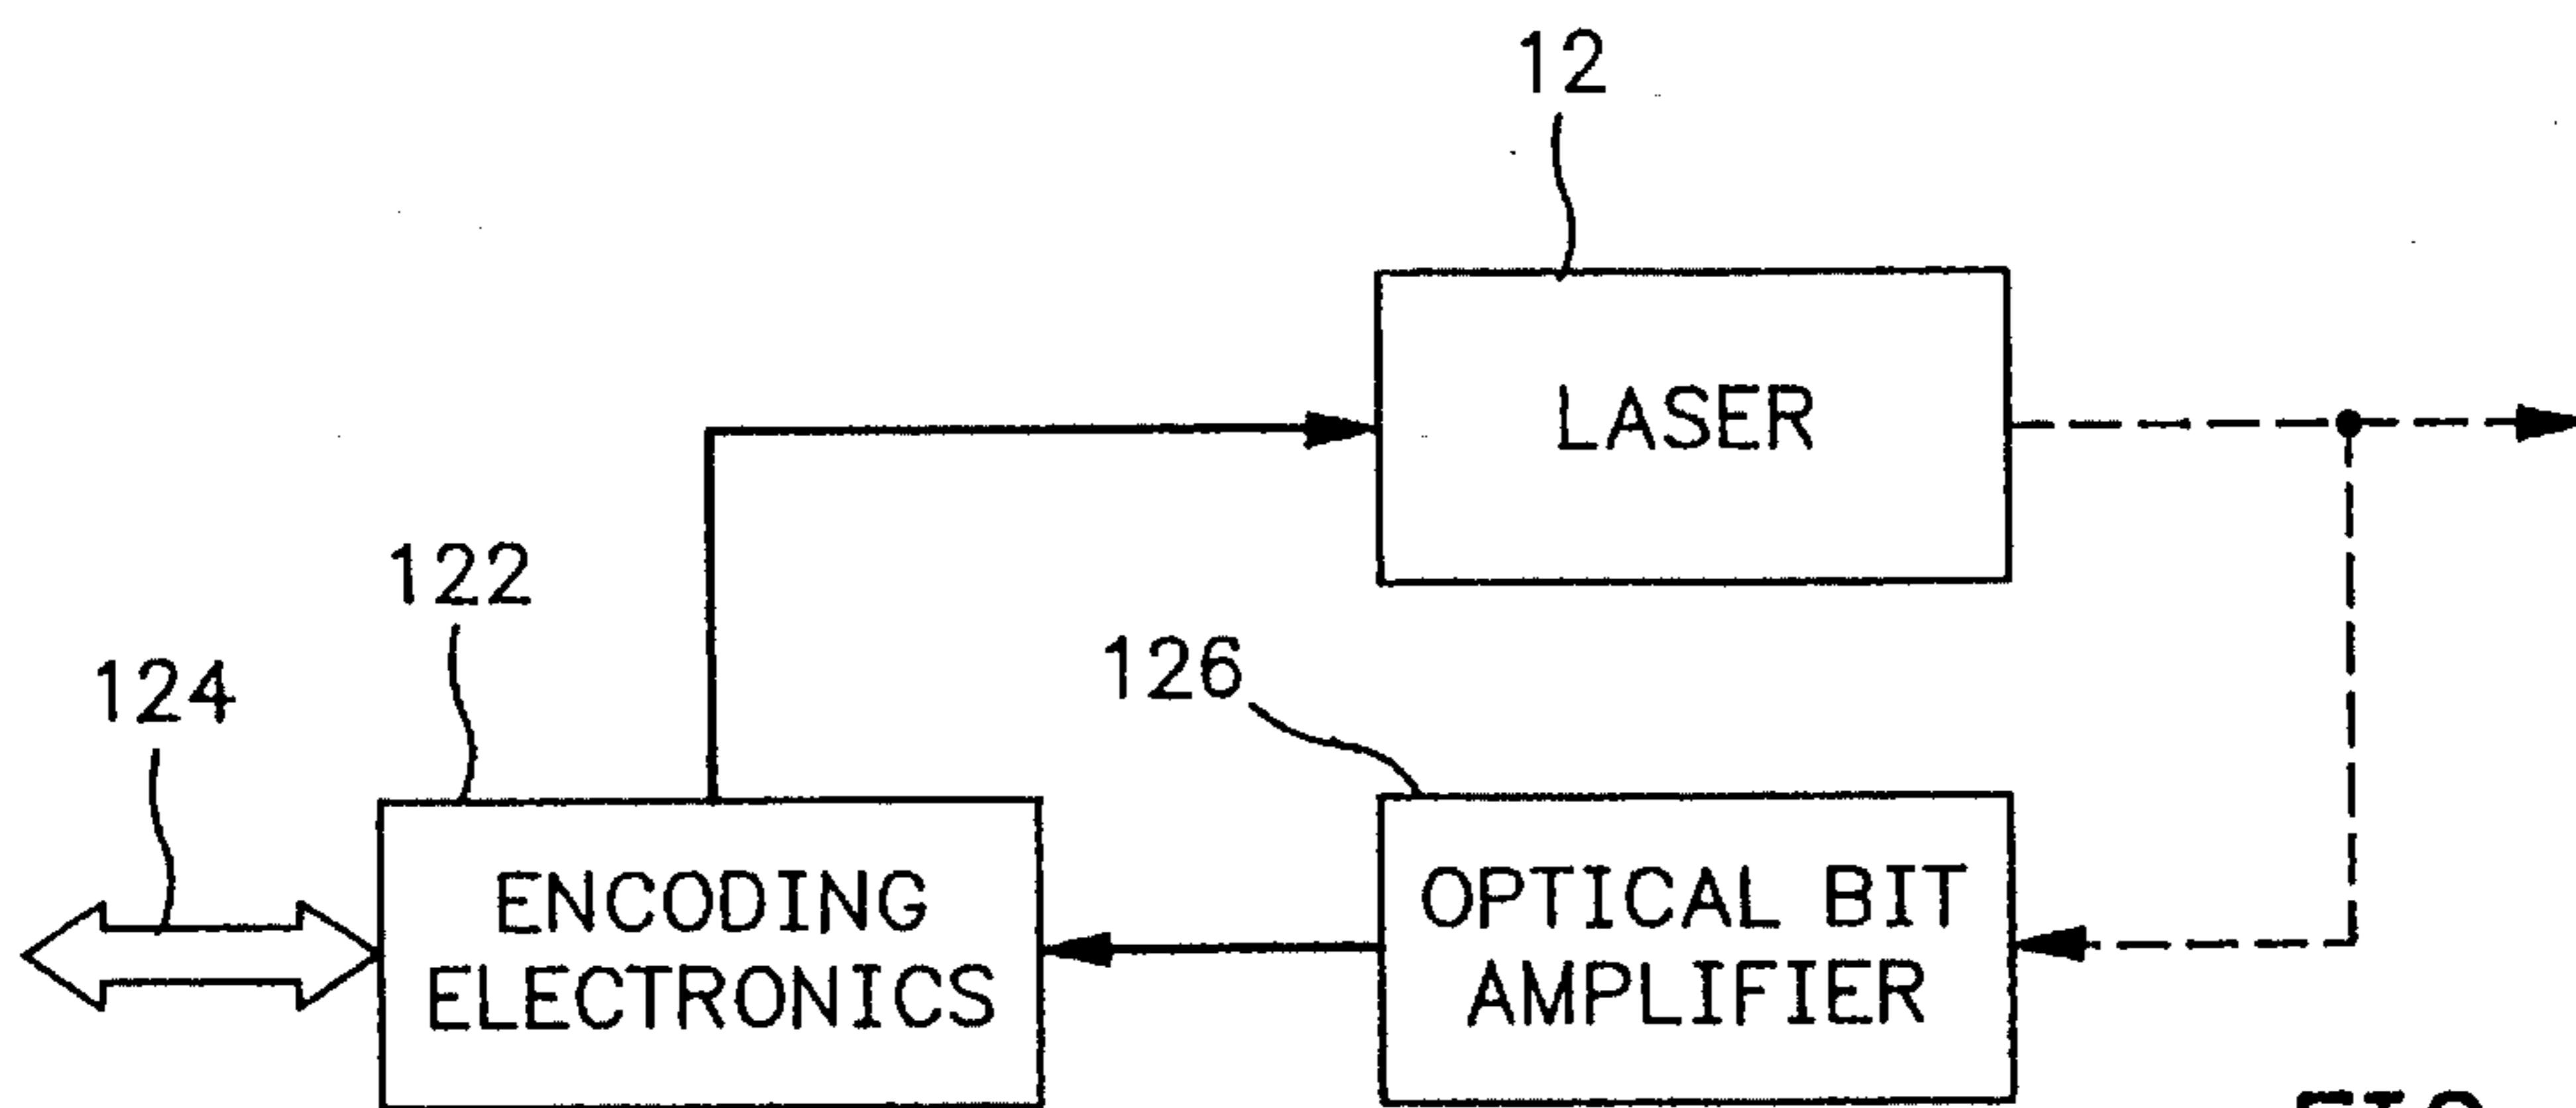 12
LASER
122
124
126
ENCODING
ELECTRONICS
OPTICAL BIT
AMPLIFIER